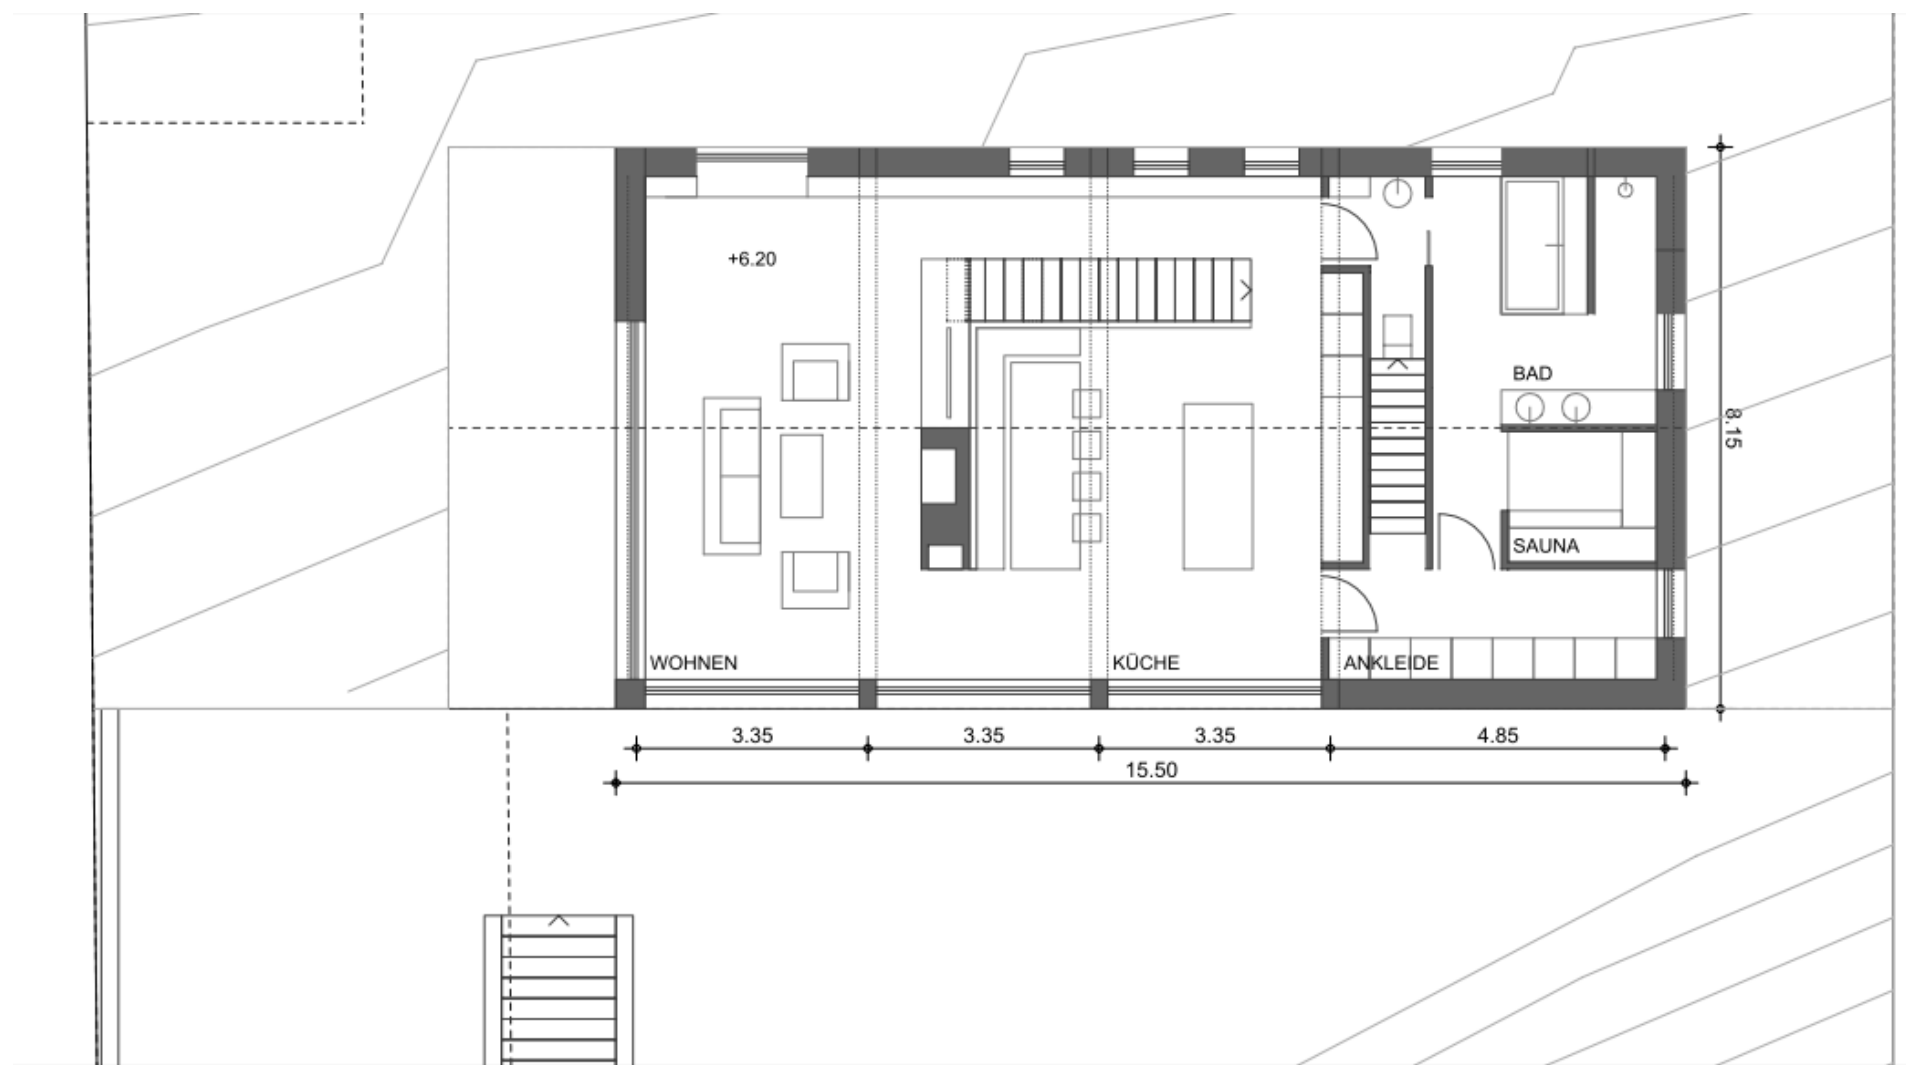 +6.20
BAD
8.15
SAUNA
WOHNEN
KÜCHE
ANKLEIDE
3.35
3.35
3.35
4.85
15.50